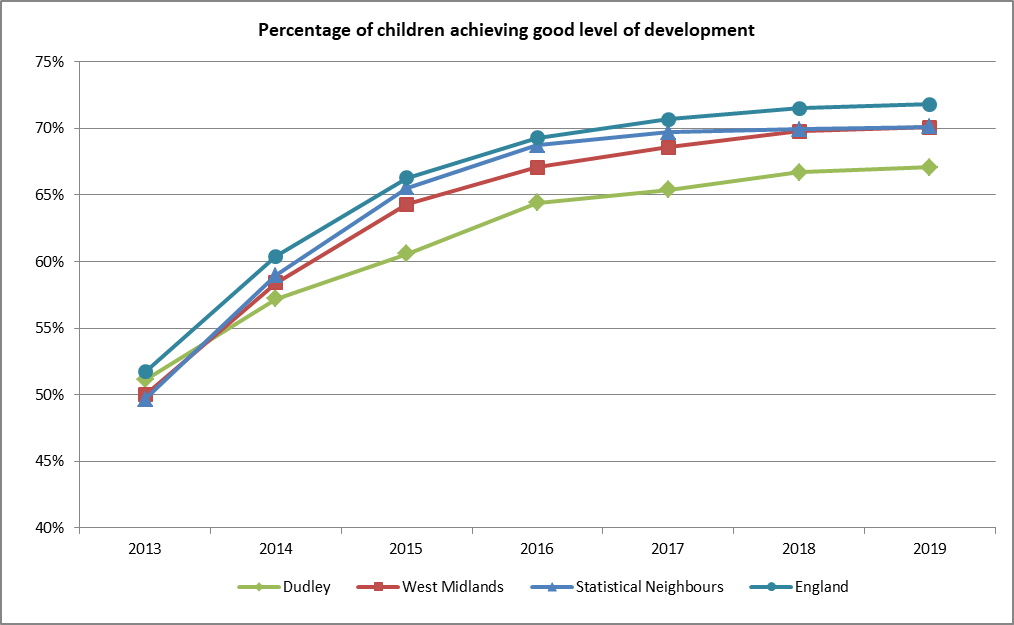 Percentage of children achieving good level of development
75%
70%
65%
60%
55%
50%
45%
40%
2013 2014 2015 2016 2017 2018 2019
Dudley West Midlands Statistical Neighbours England